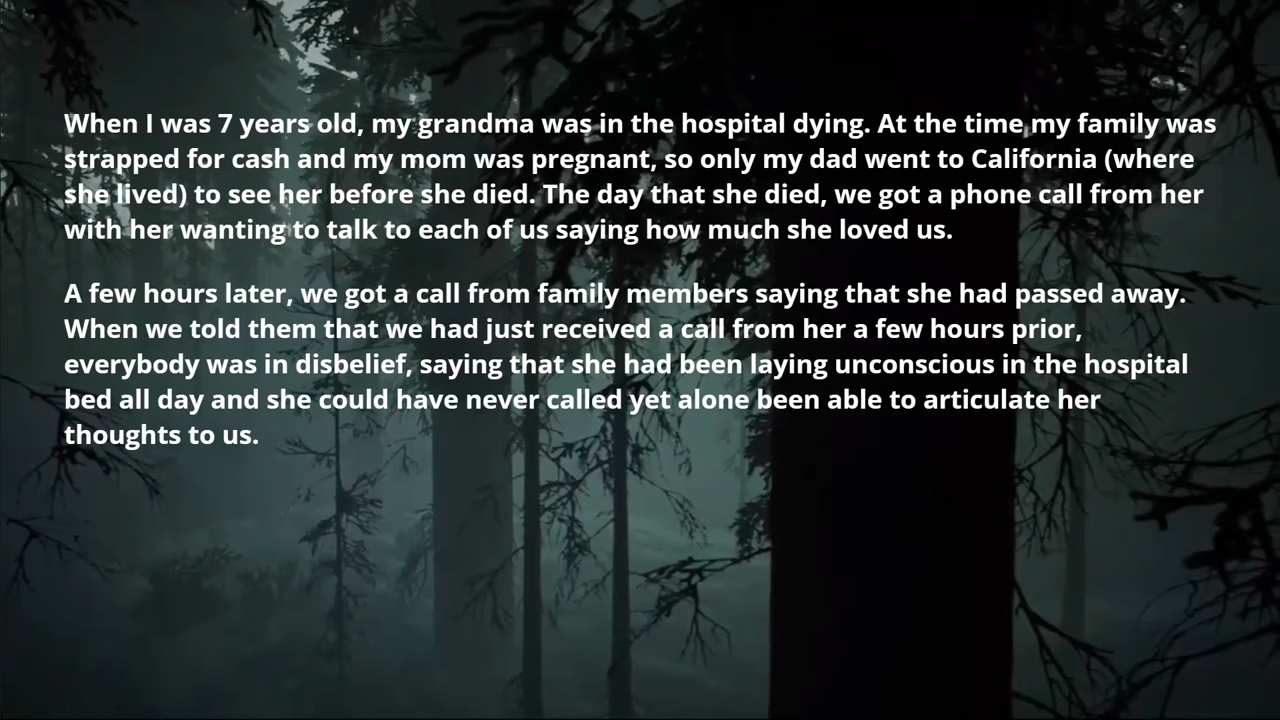 When I was 7 years old, my grandma was in the hospital dying. At the time my family was
strapped for cash and my mom was pregnant, so only my dad went to California (where
she lived) to see her before she died. The day that she died, we got a phone call from her
with her wanting to talk to each of us saying how much she loved us.
A few hours later, we got a call from family members saying that she had passed away.
When we told them that we had just received a call from her a few hours prior,
everybody was in disbelief, saying that she had been laying unconscious in the hospital
bed all day and she could have never called yet alone been able to articulate her
thoughts to us.